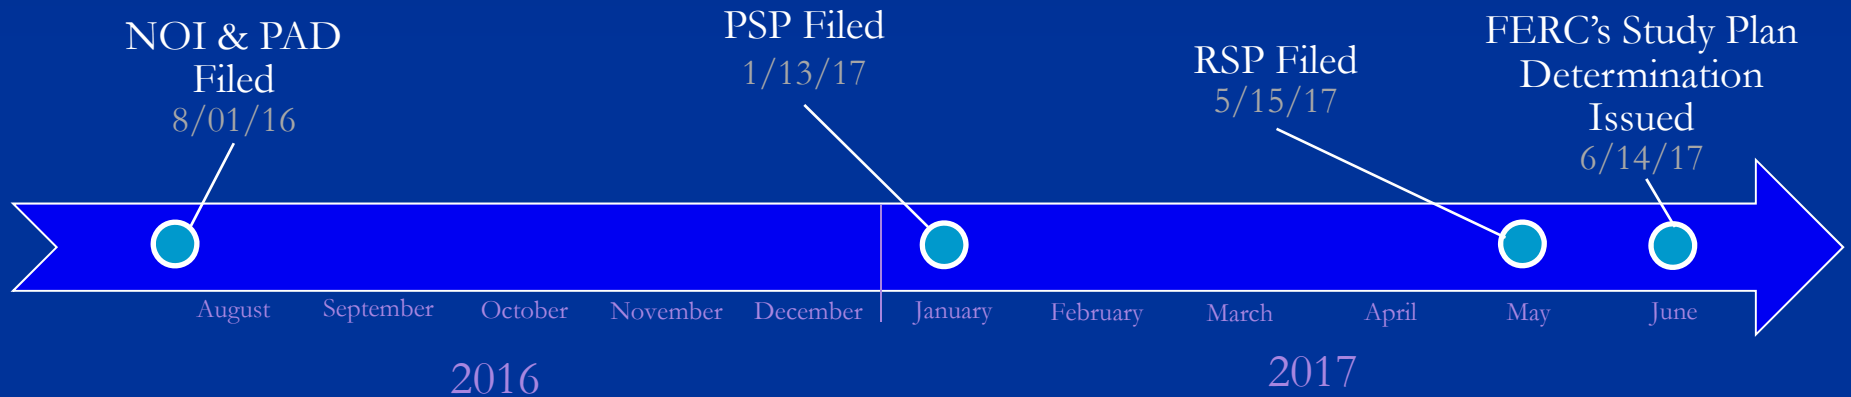 NOI & PAD
Filed
8/01/16
PSP Filed
1/13/17
RSP Filed
5/15/17
FERC’s Study Plan
Determination
Issued
6/14/17
August
September
October
November
December
January
February
March
April
May
June
2016
2017